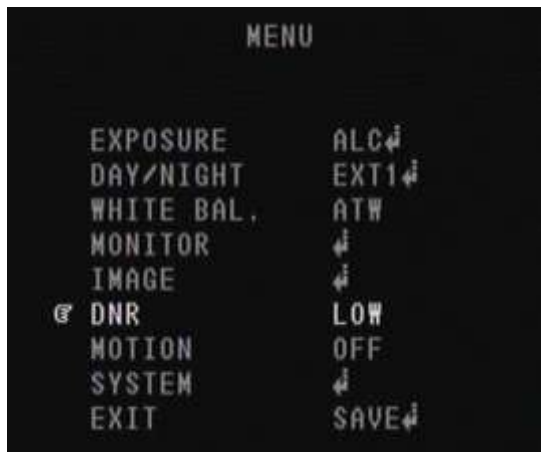 MENU
EXPOSURE ALC↲
DAY/NIGHT EXT1↲
WHITE BAL. ATW
MONITOR ↲
IMAGE ↲
☞ DNR LOW
MOTION OFF
SYSTEM ↲
EXIT SAVE↲